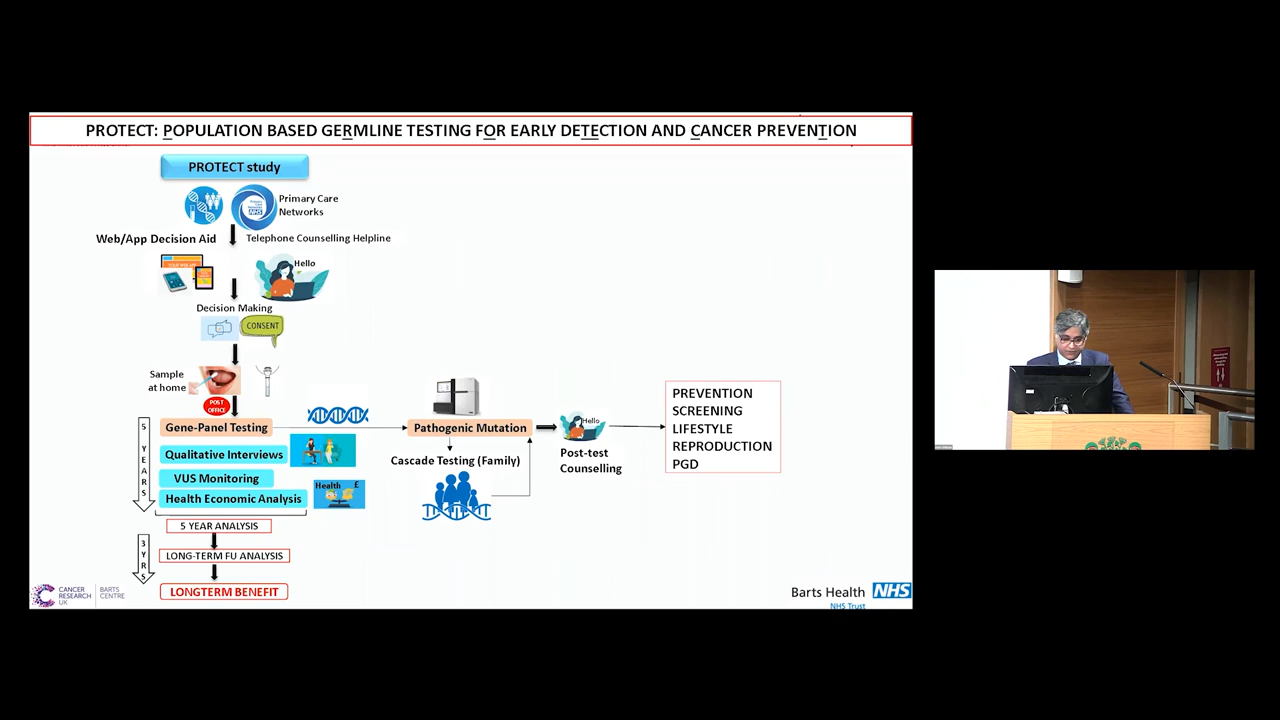 PROTECT: POPULATION BASED GERMLINE TESTING FOR EARLY DETECTION AND CANCER PREVENTION
PROTECT study
Primary Care
Networks
NHS
Web/App Decision Aid
Telephone Counselling Helpline
YOUR WEB APP
Hello
Decision Making
CONSENT
Sample
at home
POST
OFFICE
5 YEARS
Gene-Panel Testing
Qualitative Interviews
VUS Monitoring
Health Economic Analysis
Health £
Pathogenic Mutation
Cascade Testing (Family)
Hello
Post-test
Counselling
PREVENTION
SCREENING
LIFESTYLE
REPRODUCTION
PGD
5 YEAR ANALYSIS
3 YRS
LONG-TERM FU ANALYSIS
LONGTERM BENEFIT
CANCER
RESEARCH
UK
BARTS
CENTRE
Barts Health NHS
NHS Trust